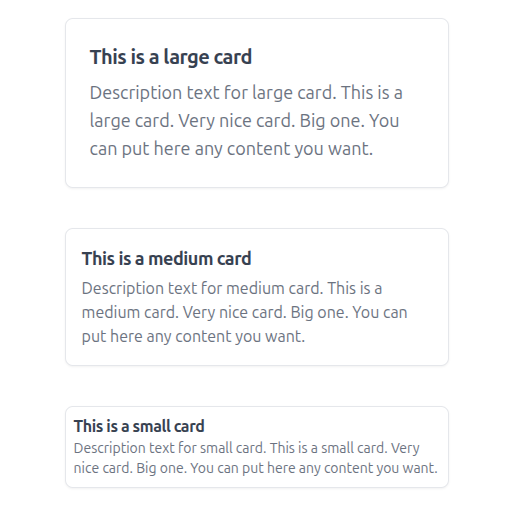 This is a large card
Description text for large card. This is a
large card. Very nice card. Big one. You
can put here any content you want.
This is a medium card
Description text for medium card. This is a
medium card. Very nice card. Big one. You can
put here any content you want.
This is a small card
Description text for small card. This is a small card. Very
nice card. Big one. You can put here any content you want.